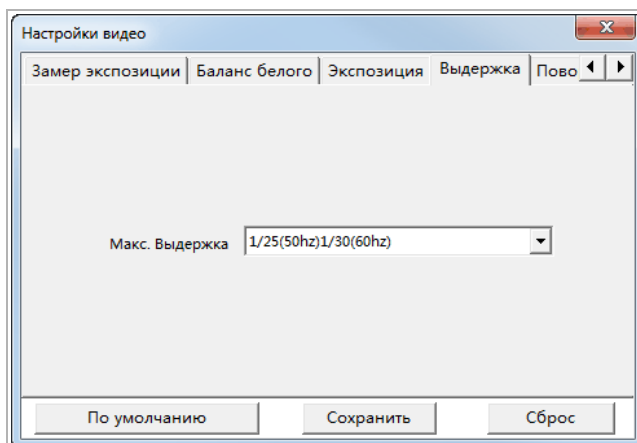 Настройки видео
Замер экспозиции Баланс белого Экспозиция Выдержка Пово
Макс. Выдержка 1/25(50hz)1/30(60hz)
По умолчанию Сохранить Сброс